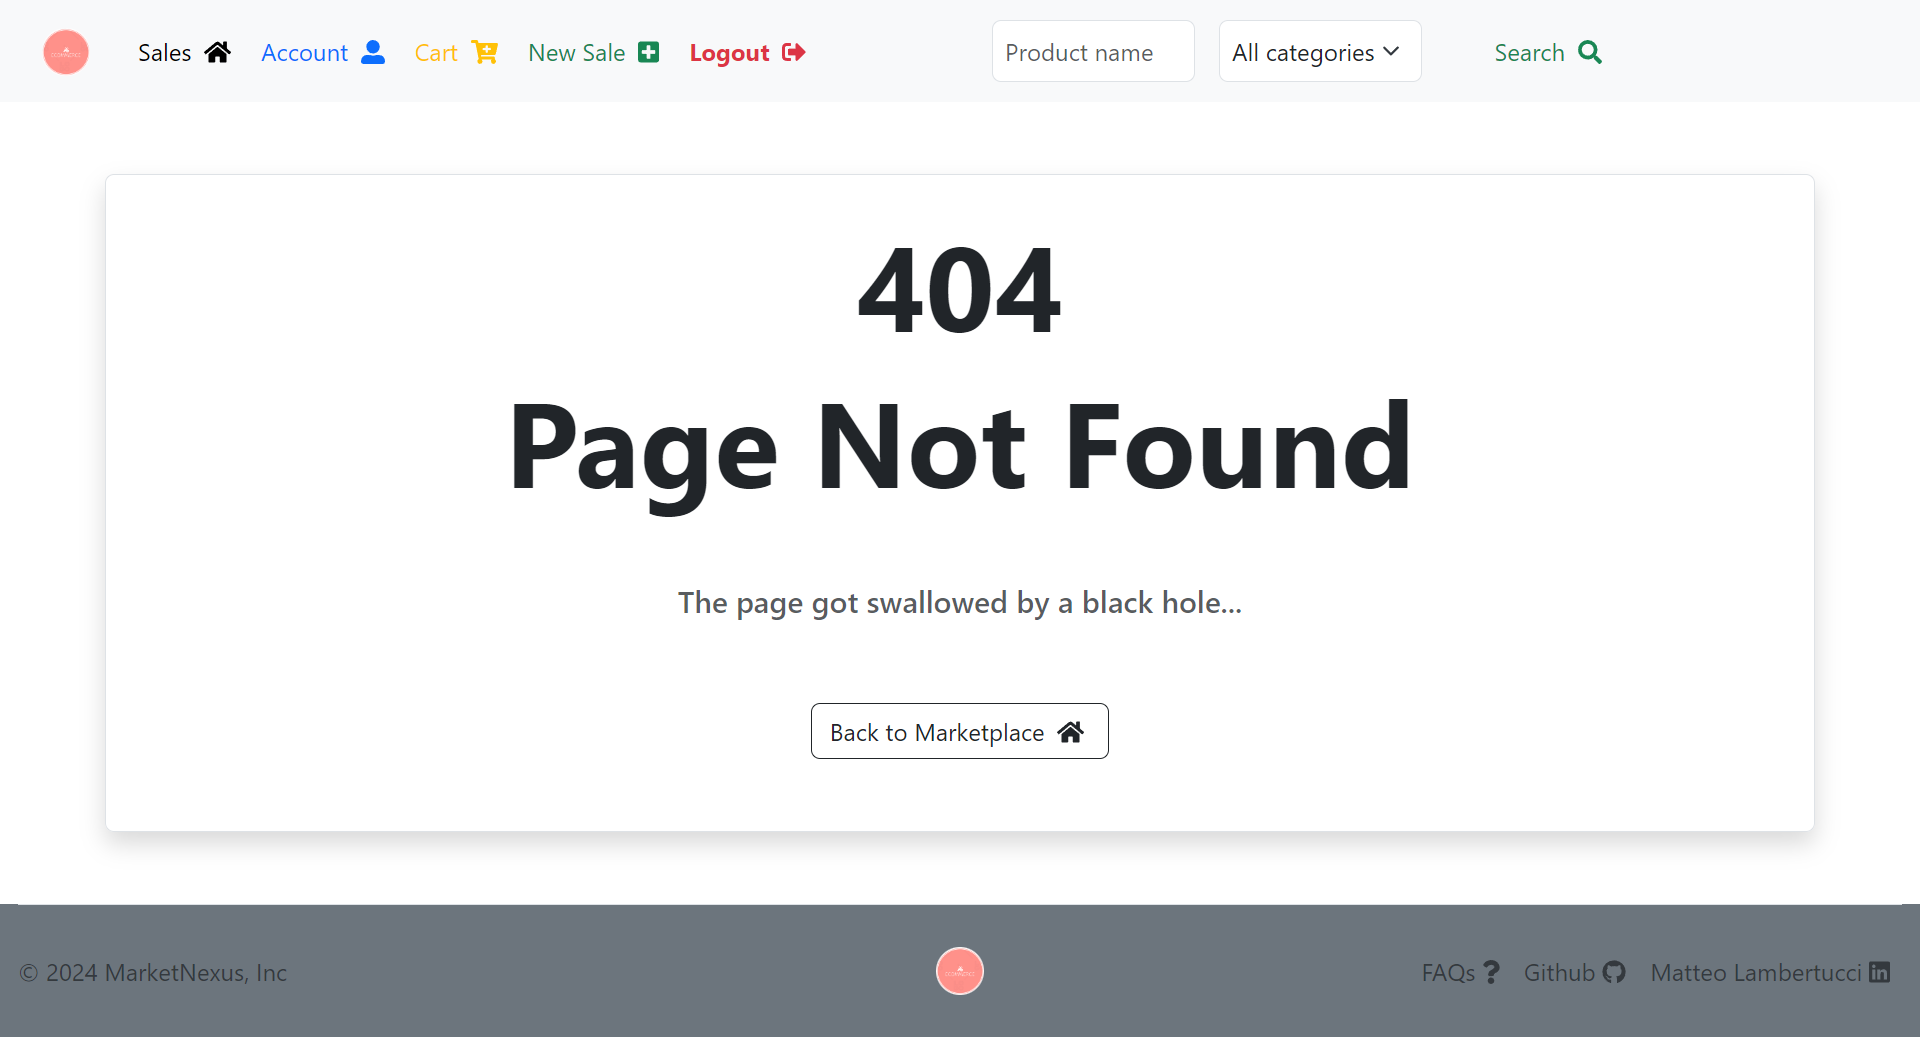 Sales Account Cart New Sale Logout Product name All categories Search
404
Page Not Found
The page got swallowed by a black hole...
Back to Marketplace
© 2024 MarketNexus, Inc FAQs Github Matteo Lambertucci